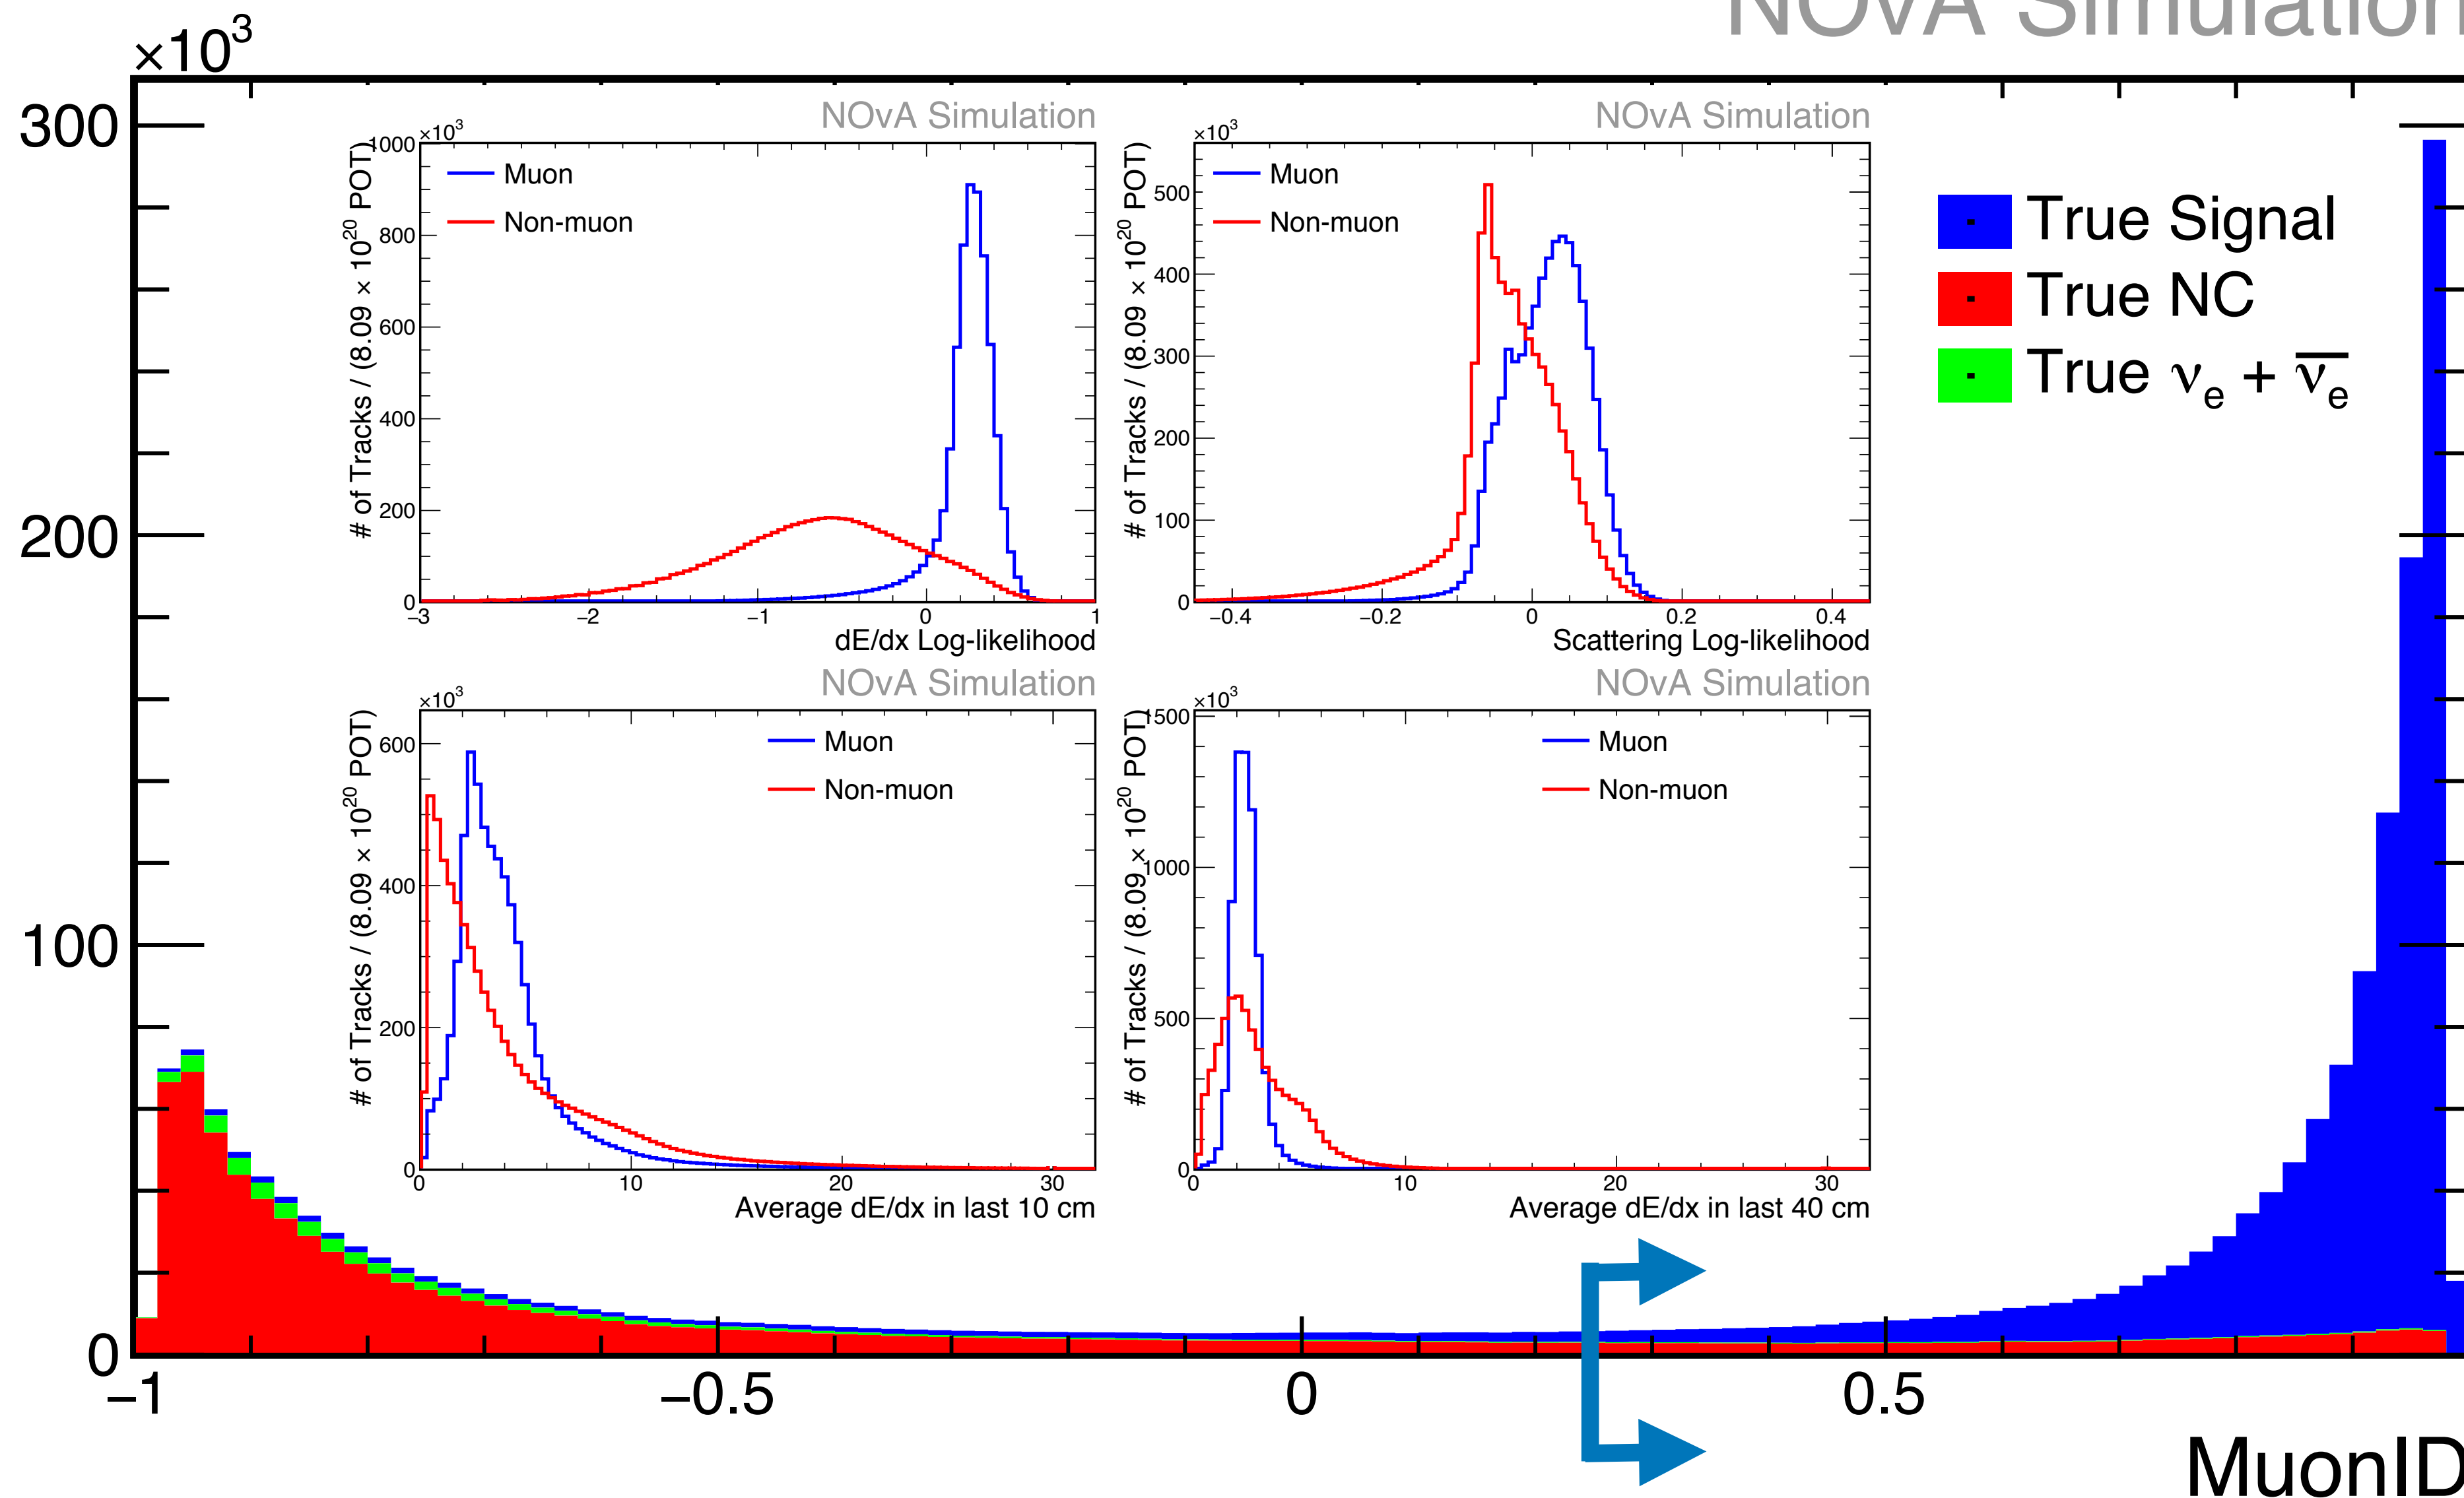 NOvA Simulation
×10³
300
200
100
0
−1
−0.5
0
0.5
MuonID
True Signal
True NC
True νe + ν̅e
NOvA Simulation
×10³
# of Tracks / (8.09 × 10²⁰ POT)
1000
800
600
400
200
0
Muon
Non-muon
−3
−2
−1
0
1
dE/dx Log-likelihood
NOvA Simulation
×10³
# of Tracks / (8.09 × 10²⁰ POT)
500
400
300
200
100
0
Muon
Non-muon
−0.4
−0.2
0
0.2
0.4
Scattering Log-likelihood
NOvA Simulation
×10³
# of Tracks / (8.09 × 10²⁰ POT)
600
400
200
0
Muon
Non-muon
0
10
20
30
Average dE/dx in last 10 cm
NOvA Simulation
×10³
# of Tracks / (8.09 × 10²⁰ POT)
1500
1000
500
0
Muon
Non-muon
0
10
20
30
Average dE/dx in last 40 cm